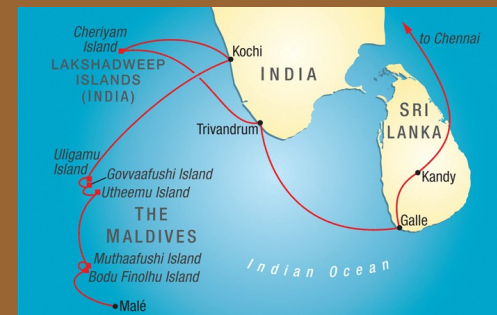 Cheriyam
Island
LAKSHADWEEP
ISLANDS
(INDIA)
Kochi
INDIA
to Chennai
Trivandrum
SRI
LANKA
Uligamu
Island
Govvaafushi Island
Utheemu Island
Kandy
THE
MALDIVES
Galle
Muthaafushi Island
Bodu Finolhu Island
Indian Ocean
Malé